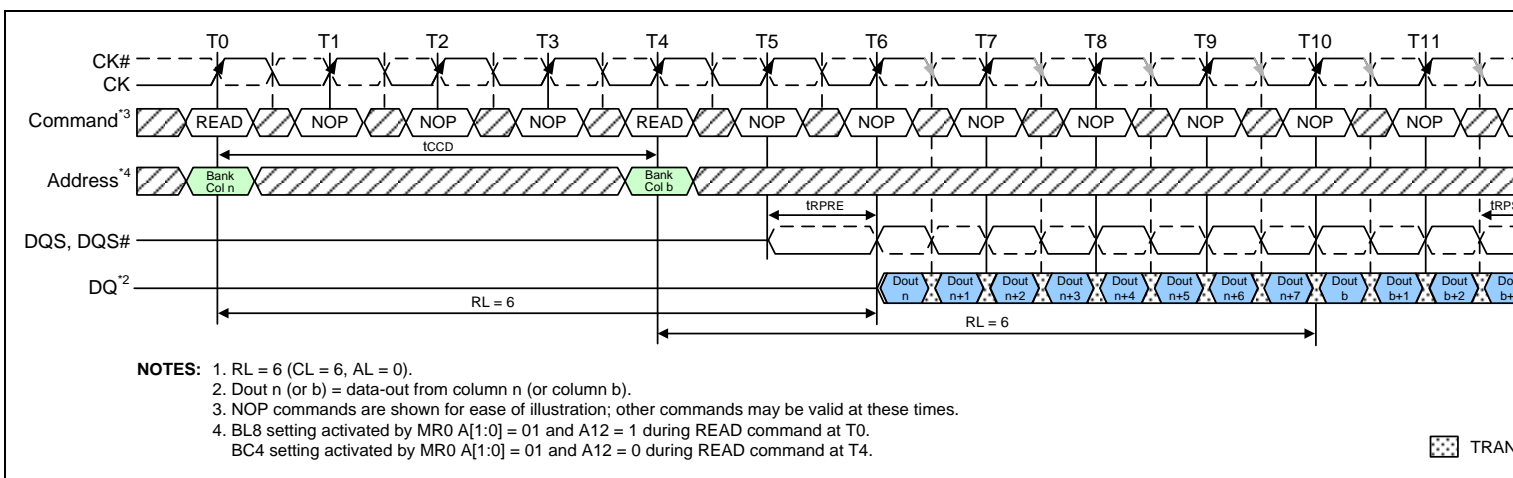 T0 T1 T2 T3 T4 T5 T6 T7 T8 T9 T10 T11
CK#
CK
Command*3 READ NOP NOP NOP READ NOP NOP NOP NOP NOP NOP NOP
tCCD
Address*4 Bank Col n Bank Col b
tRPRE
DQS, DQS#
DQ*2 Dout n Dout n+1 Dout n+2 Dout n+3 Dout n+4 Dout n+5 Dout n+6 Dout n+7 Dout b Dout b+1 Dout b+2
RL = 6
RL = 6
NOTES: 1. RL = 6 (CL = 6, AL = 0).
2. Dout n (or b) = data-out from column n (or column b).
3. NOP commands are shown for ease of illustration; other commands may be valid at these times.
4. BL8 setting activated by MR0 A[1:0] = 01 and A12 = 1 during READ command at T0.
BC4 setting activated by MR0 A[1:0] = 01 and A12 = 0 during READ command at T4.